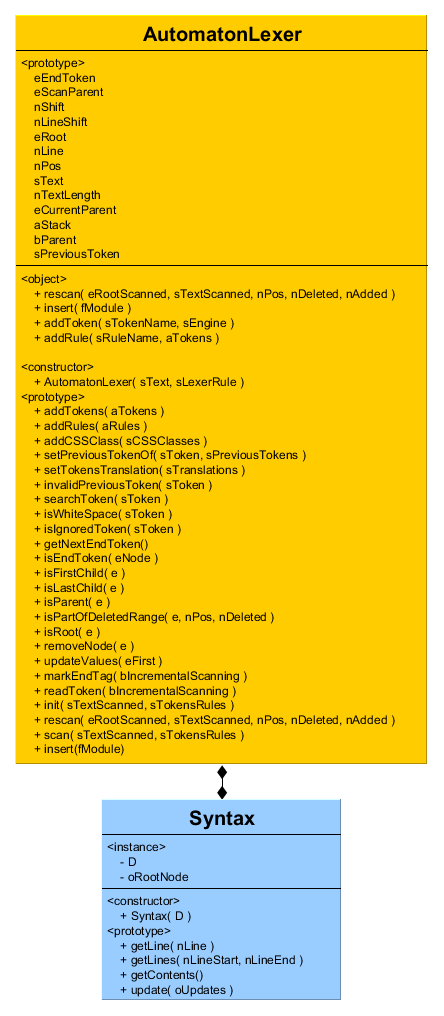 AutomatonLexer
<prototype>
eEndToken
eScanParent
nShift
nLineShift
eRoot
nLine
nPos
sText
nTextLength
eCurrentParent
aStack
bParent
sPreviousToken
<object>
+ rescan( eRootScanned, sTextScanned, nPos, nDeleted, nAdded )
+ insert( fModule )
+ addToken( sTokenName, sEngine )
+ addRule( sRuleName, aTokens )
<constructor>
+ AutomatonLexer( sText, sLexerRule )
<prototype>
+ addTokens( aTokens )
+ addRules( aRules )
+ addCSSClass( sCSSClasses )
+ setPreviousTokenOf( sToken, sPreviousTokens )
+ setTokensTranslation( sTranslations )
+ invalidPreviousToken( sToken )
+ searchToken( sToken )
+ isWhiteSpace( sToken )
+ isIgnoredToken( sToken )
+ getNextEndToken()
+ isEndToken( eNode )
+ isFirstChild( e )
+ isLastChild( e )
+ isParent( e )
+ isPartOfDeletedRange( e, nPos, nDeleted )
+ isRoot( e )
+ removeNode( e )
+ updateValues( eFirst )
+ markEndTag( bIncrementalScanning )
+ readToken( bIncrementalScanning )
+ init( sTextScanned, sTokensRules )
+ rescan( eRootScanned, sTextScanned, nPos, nDeleted, nAdded )
+ scan( sTextScanned, sTokensRules )
+ insert(fModule)
Syntax
<instance>
- D
- oRootNode
<constructor>
+ Syntax( D )
<prototype>
+ getLine( nLine )
+ getLines( nLineStart, nLineEnd )
+ getContents()
+ update( oUpdates )